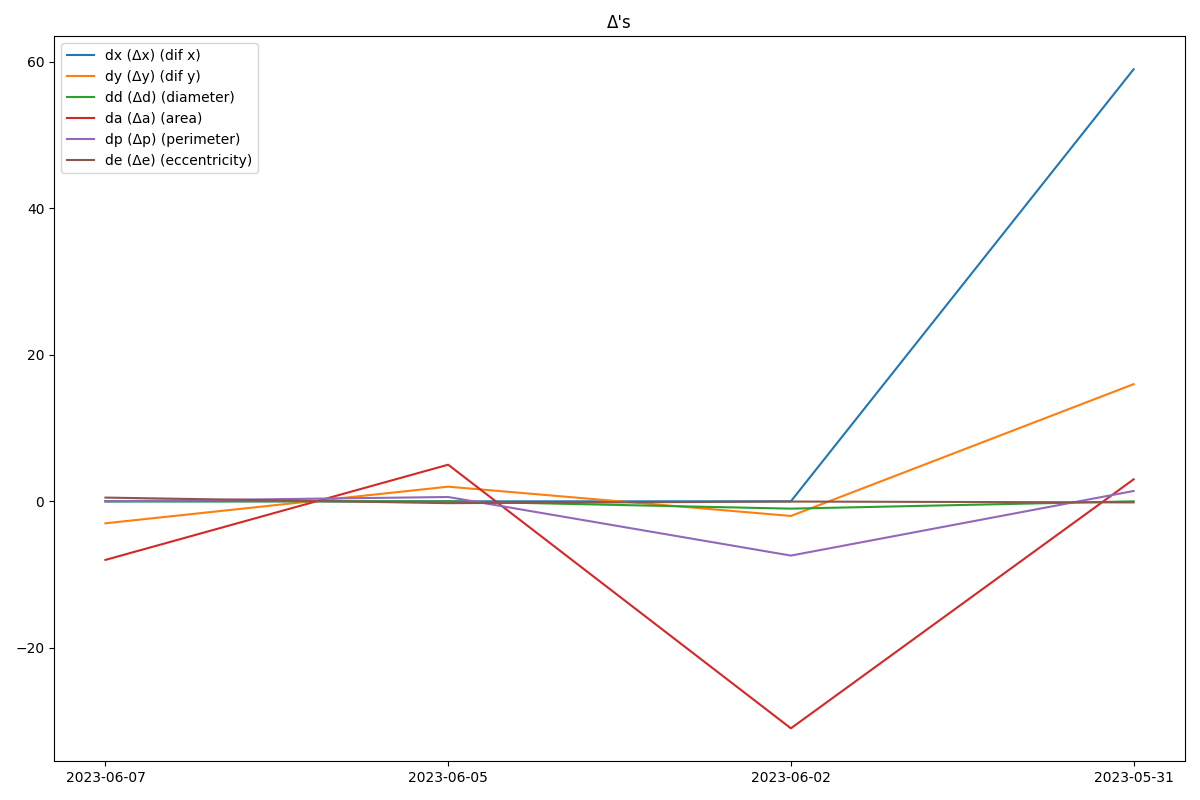 Δ's
dx (Δx) (dif x)
dy (Δy) (dif y)
dd (Δd) (diameter)
da (Δa) (area)
dp (Δp) (perimeter)
de (Δe) (eccentricity)
60
40
20
0
−20
2023-06-07 2023-06-05 2023-06-02 2023-05-31